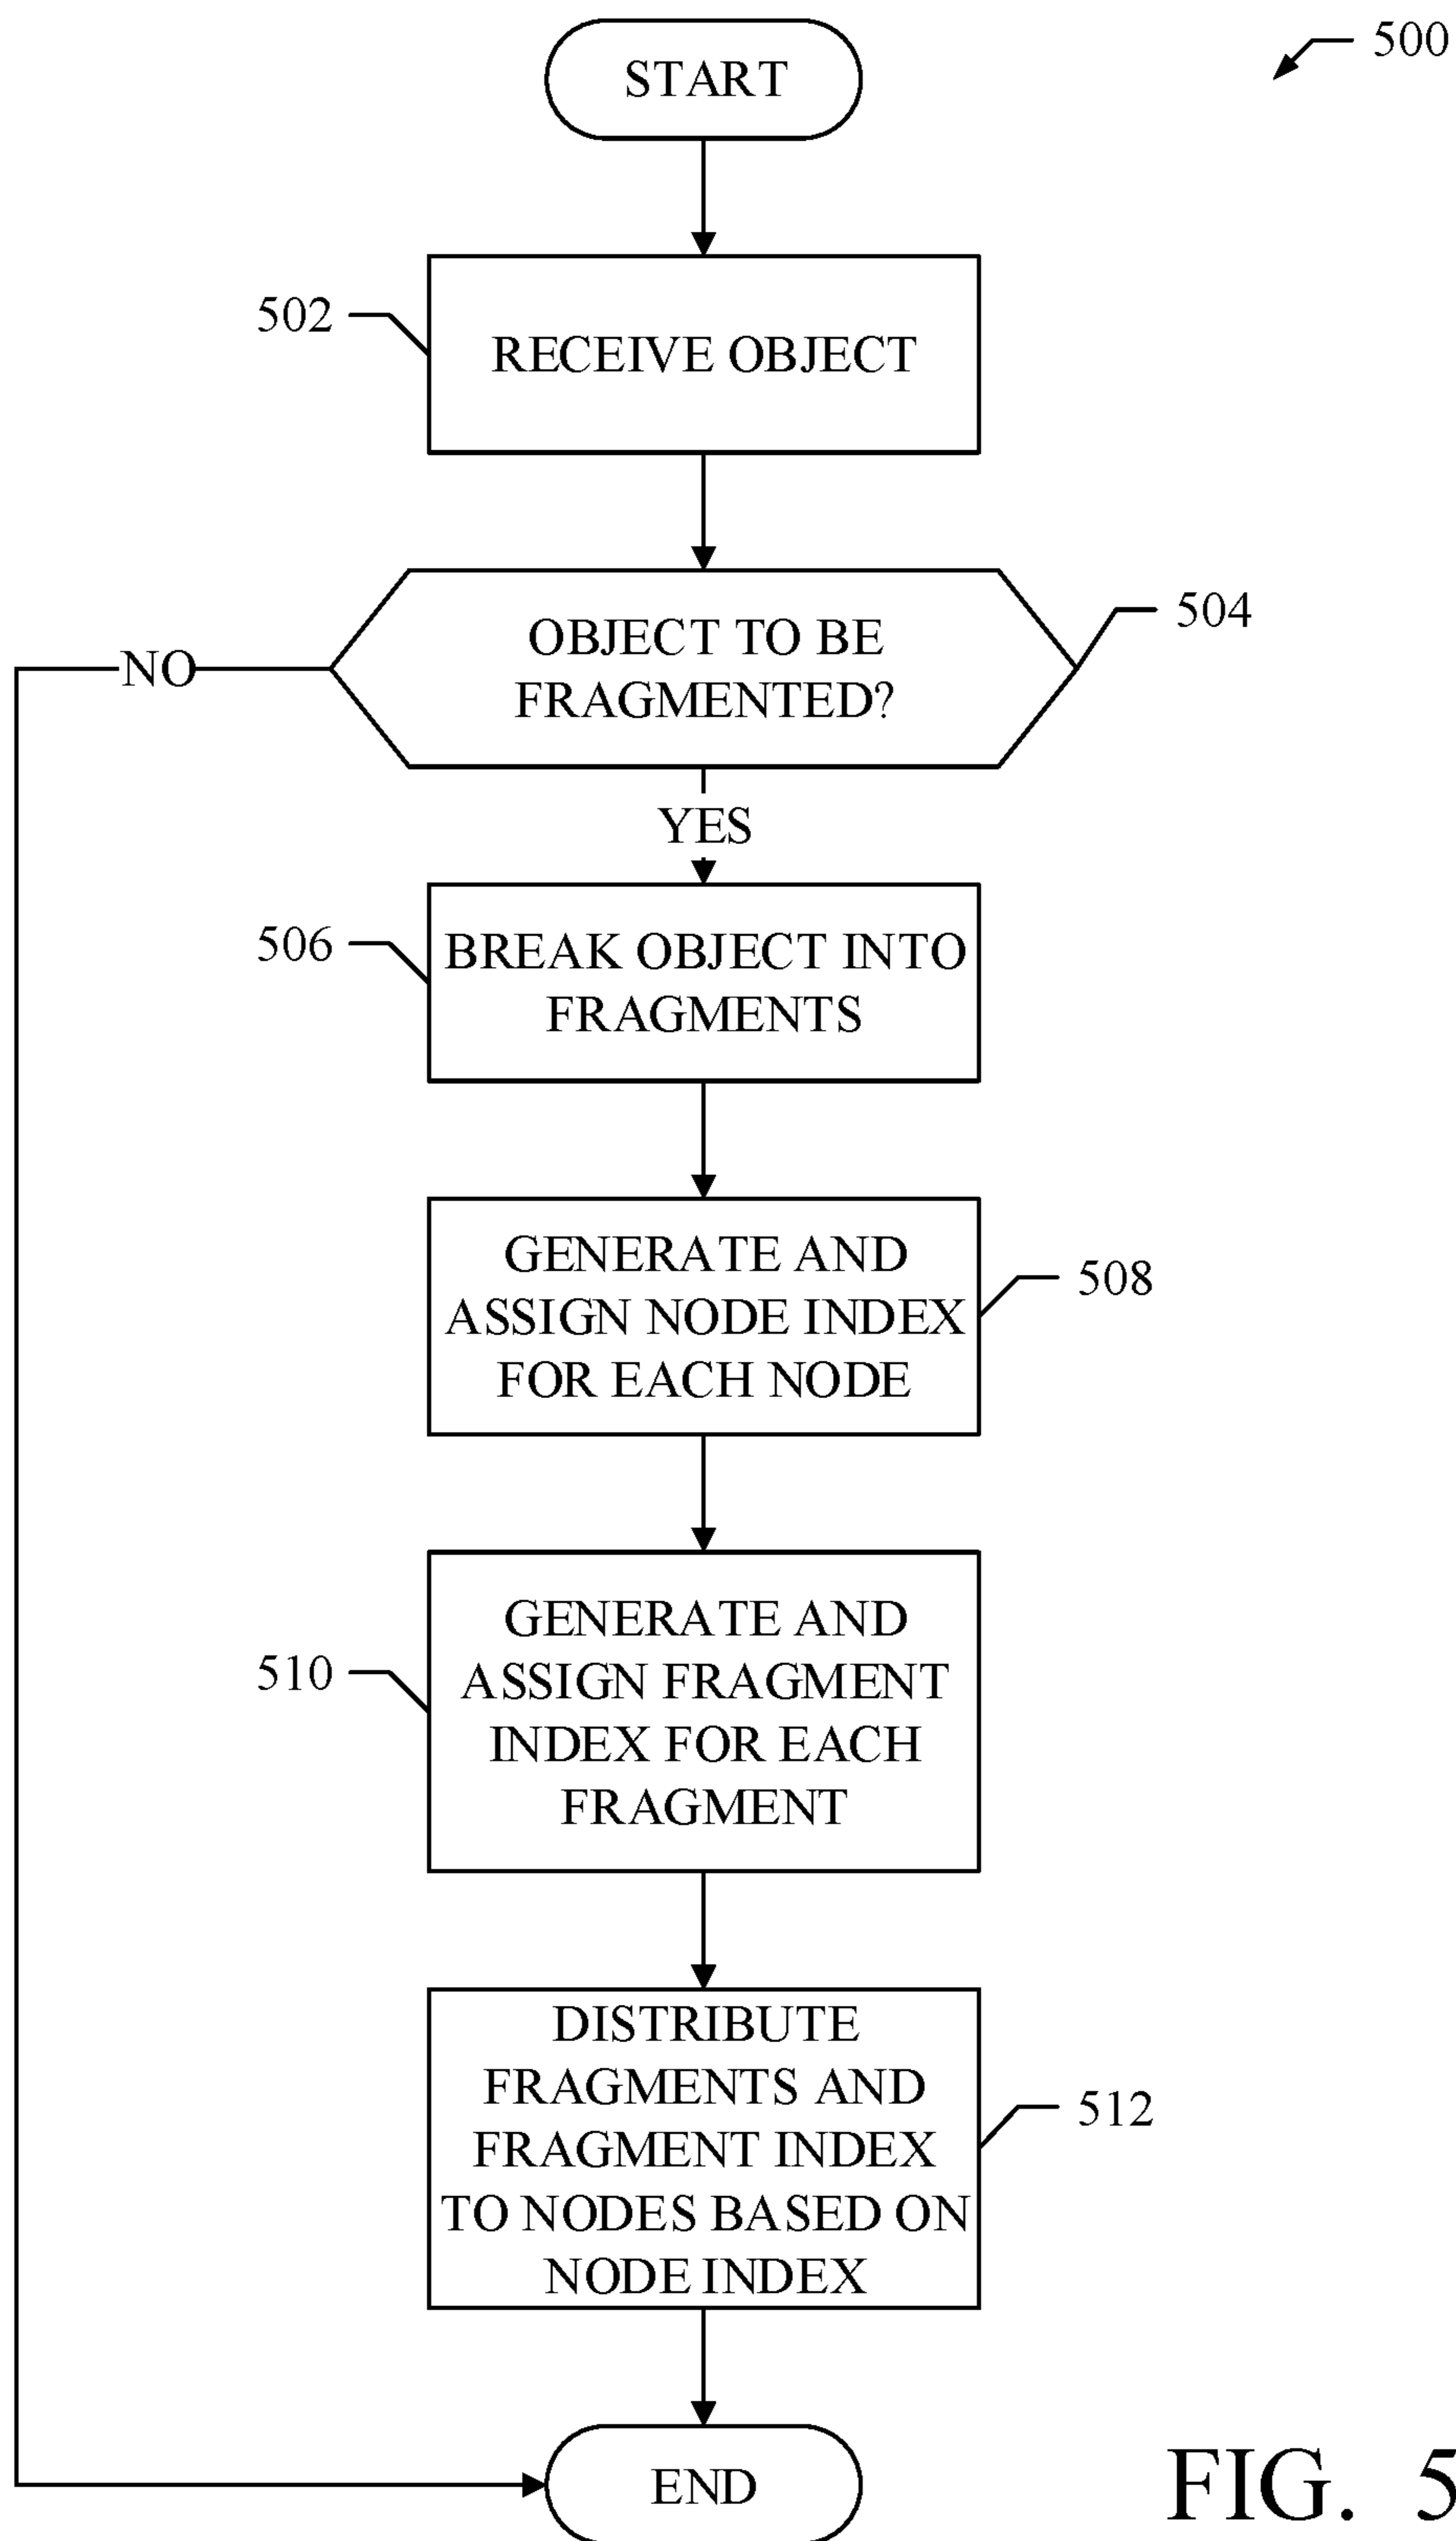 START
500
502
RECEIVE OBJECT
OBJECT TO BE
FRAGMENTED?
504
NO
YES
506
BREAK OBJECT INTO
FRAGMENTS
GENERATE AND
ASSIGN NODE INDEX
FOR EACH NODE
508
GENERATE AND
ASSIGN FRAGMENT
INDEX FOR EACH
FRAGMENT
510
DISTRIBUTE
FRAGMENTS AND
FRAGMENT INDEX
TO NODES BASED ON
NODE INDEX
512
END
FIG. 5